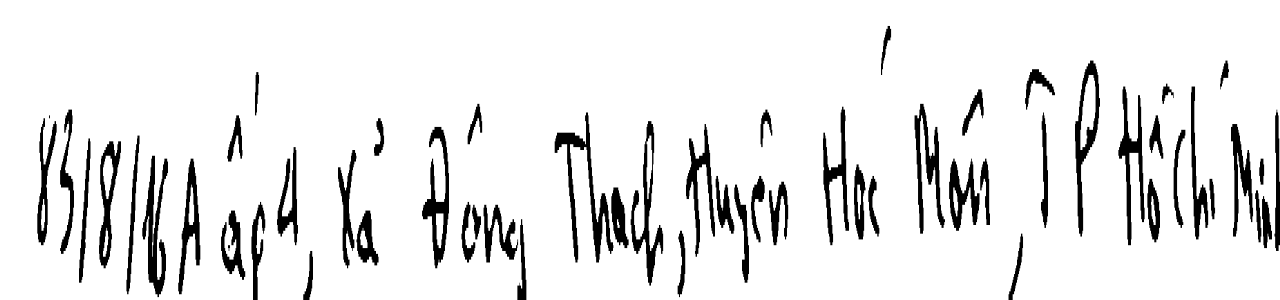 83/8/16A ấp 4, Xã Đông Thạch, Huyện Hóc Môn, TP Hồ Chí Minh